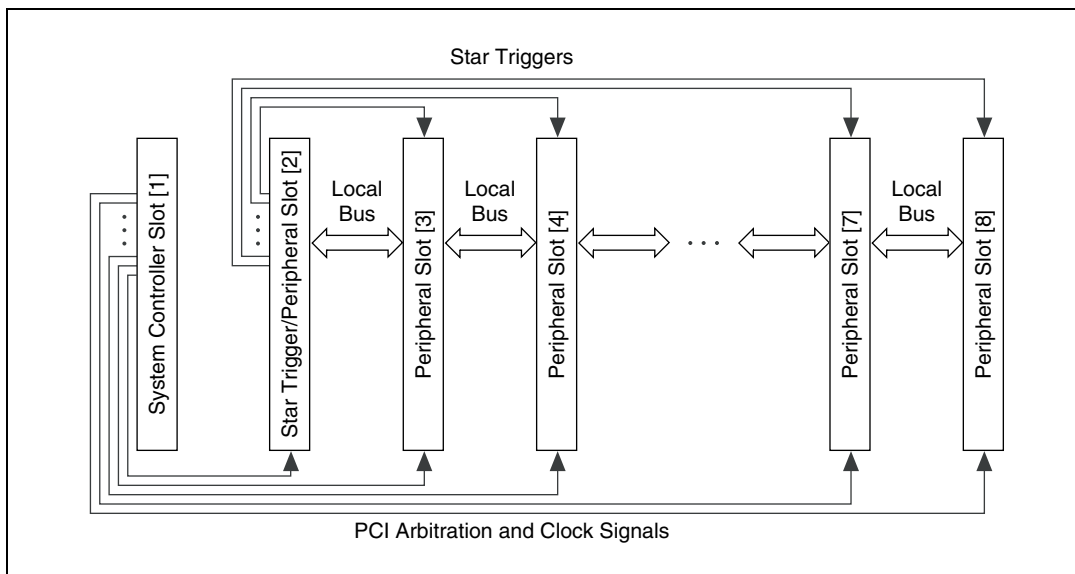 Star Triggers
System Controller Slot [1]
Star Trigger/Peripheral Slot [2]
Local
Bus
Peripheral Slot [3]
Local
Bus
Peripheral Slot [4]
Peripheral Slot [7]
Local
Bus
Peripheral Slot [8]
PCI Arbitration and Clock Signals